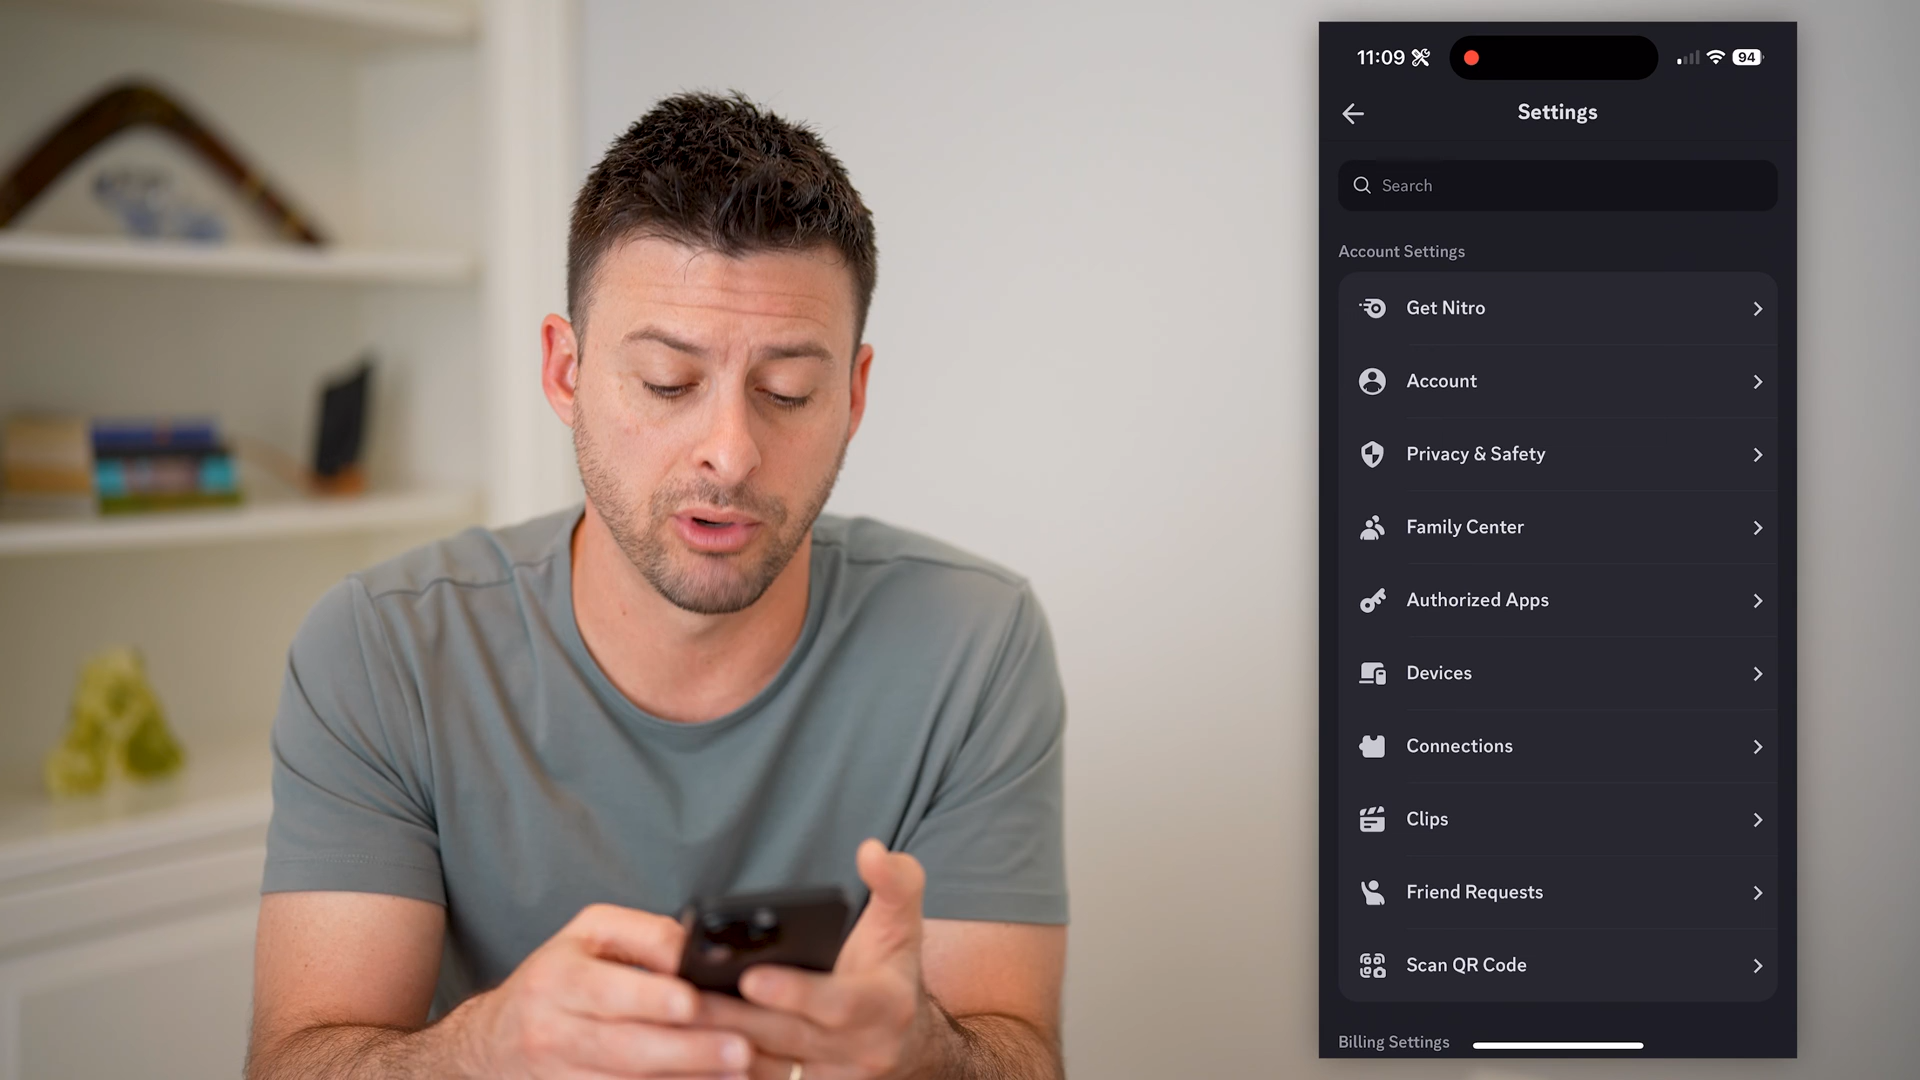 11:09
94
Settings
Search
Account Settings
Get Nitro
Account
Privacy & Safety
Family Center
Authorized Apps
Devices
Connections
Clips
Friend Requests
Scan QR Code
Billing Settings